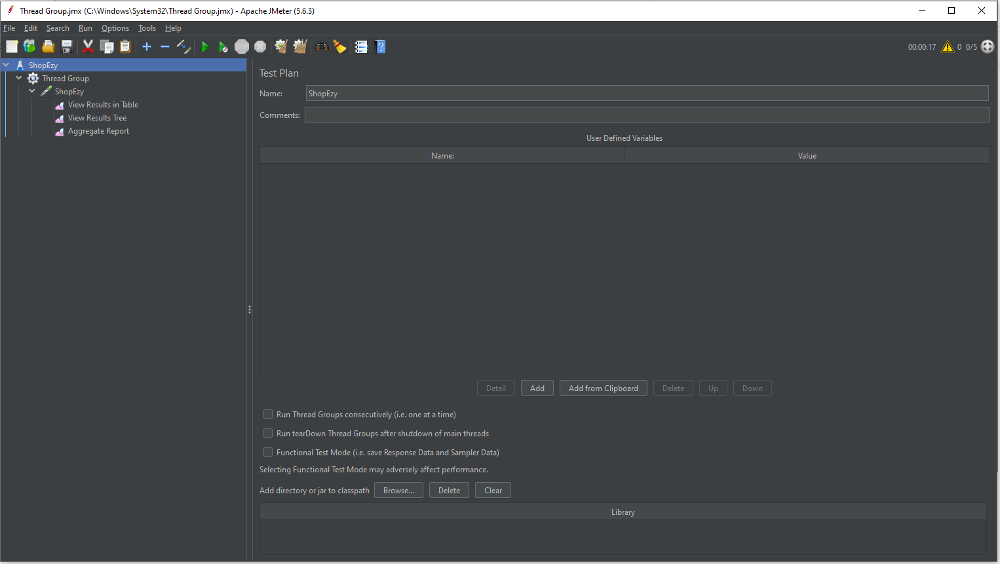 Thread Group.jmx (C:\Windows\System32\Thread Group.jmx) - Apache JMeter (5.6.3)
File Edit Search Run Options Tools Help
00:00:17 0 0/5
ShopEzy
Thread Group
ShopEzy
View Results in Table
View Results Tree
Aggregate Report
Test Plan
Name: ShopEzy
Comments:
User Defined Variables
Name: Value
Detail Add Add from Clipboard Delete Up Down
Run Thread Groups consecutively (i.e. one at a time)
Run tearDown Thread Groups after shutdown of main threads
Functional Test Mode (i.e. save Response Data and Sampler Data)
Selecting Functional Test Mode may adversely affect performance.
Add directory or jar to classpath Browse... Delete Clear
Library